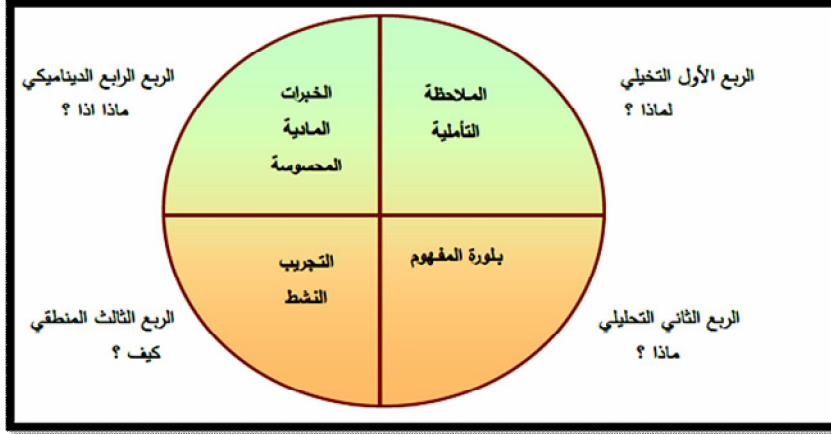 الربع الأول التخيلي
لماذا ؟
الملاحظة
التأملية
الخبرات
المادية
المحسوسة
الربع الرابع الديناميكي
ماذا اذا ؟
الربع الثاني التحليلي
ماذا ؟
بلورة المفهوم
التجريب
النشط
الربع الثالث المنطقي
كيف ؟